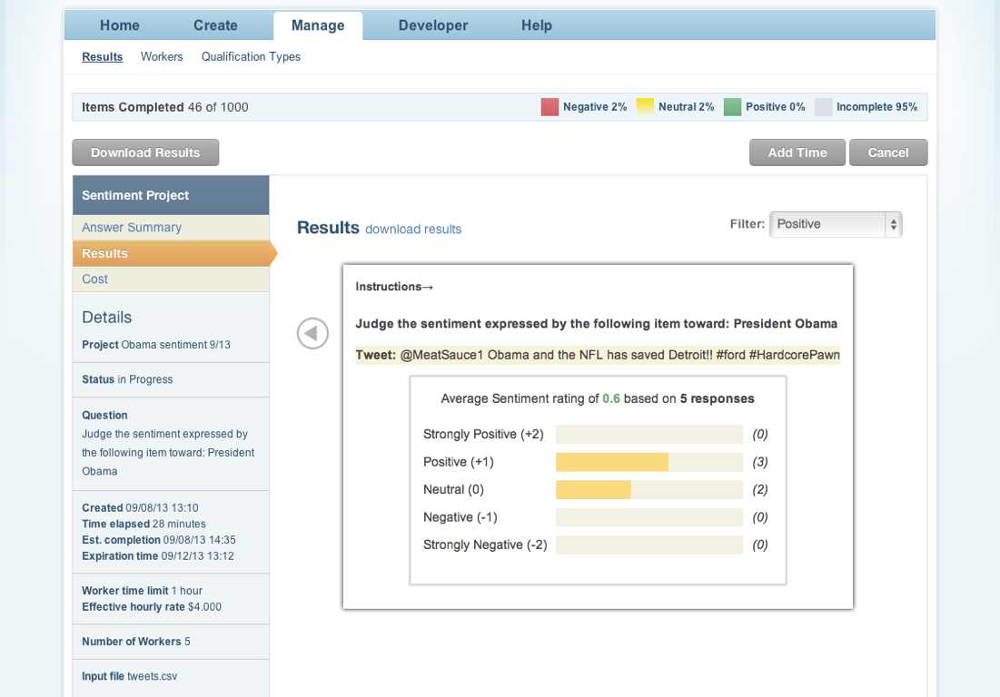 Home Create Manage Developer Help
Results Workers Qualification Types
Items Completed 46 of 1000 Negative 2% Neutral 2% Positive 0% Incomplete 95%
Download Results Add Time Cancel
Sentiment Project
Answer Summary
Results
Cost
Details
Project Obama sentiment 9/13
Status in Progress
Question
Judge the sentiment expressed by
the following item toward: President
Obama
Created 09/08/13 13:10
Time elapsed 28 minutes
Est. completion 09/08/13 14:35
Expiration time 09/12/13 13:12
Worker time limit 1 hour
Effective hourly rate $4.000
Number of Workers 5
Input file tweets.csv
Results download results Filter: Positive
Instructions→
Judge the sentiment expressed by the following item toward: President Obama
Tweet: @MeatSauce1 Obama and the NFL has saved Detroit!! #ford #HardcorePawn
Average Sentiment rating of 0.6 based on 5 responses
Strongly Positive (+2) (0)
Positive (+1) (3)
Neutral (0) (2)
Negative (-1) (0)
Strongly Negative (-2) (0)